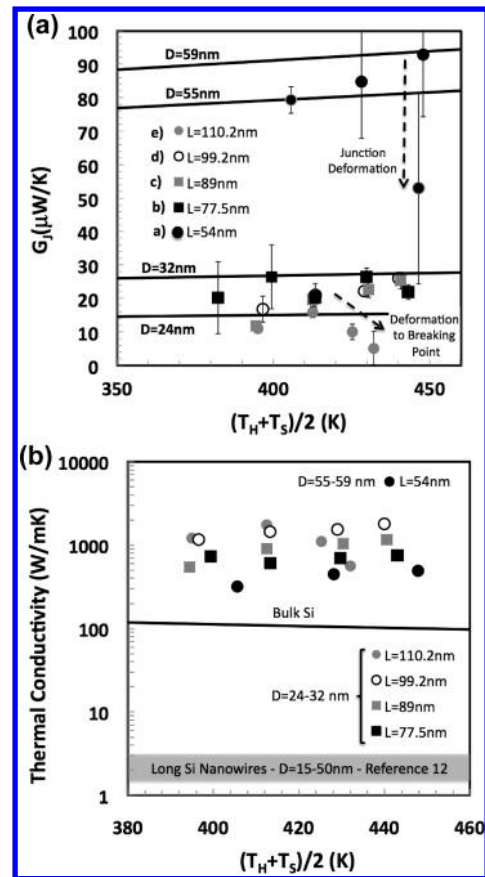 (a)
100
90
80
70
60
50
40
30
20
10
0
G_J(μW/K)
D=59nm
D=55nm
e) L=110.2nm
d) L=99.2nm
c) L=89nm
b) L=77.5nm
a) L=54nm
Junction
Deformation
D=32nm
D=24nm
Deformation
to Breaking
Point
350 400 450
(T_H+T_S)/2 (K)
(b)
10000
1000
100
10
1
Thermal Conductivity (W/mK)
D=55-59 nm L=54nm
Bulk Si
L=110.2nm
L=99.2nm
D=24-32 nm
L=89nm
L=77.5nm
Long Si Nanowires - D=15-50nm - Reference 12
380 400 420 440 460
(T_H+T_S)/2 (K)